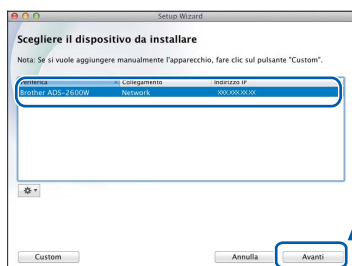 Setup Wizard
Scegliere il dispositivo da installare
Nota: Se si vuole aggiungere manualmente l'apparecchio, fare clic sul pulsante "Custom".
Periferica Collegamento Indirizzo IP
Brother ADS-2600W Network XXX.XXX.XX.XX
Custom Annulla Avanti